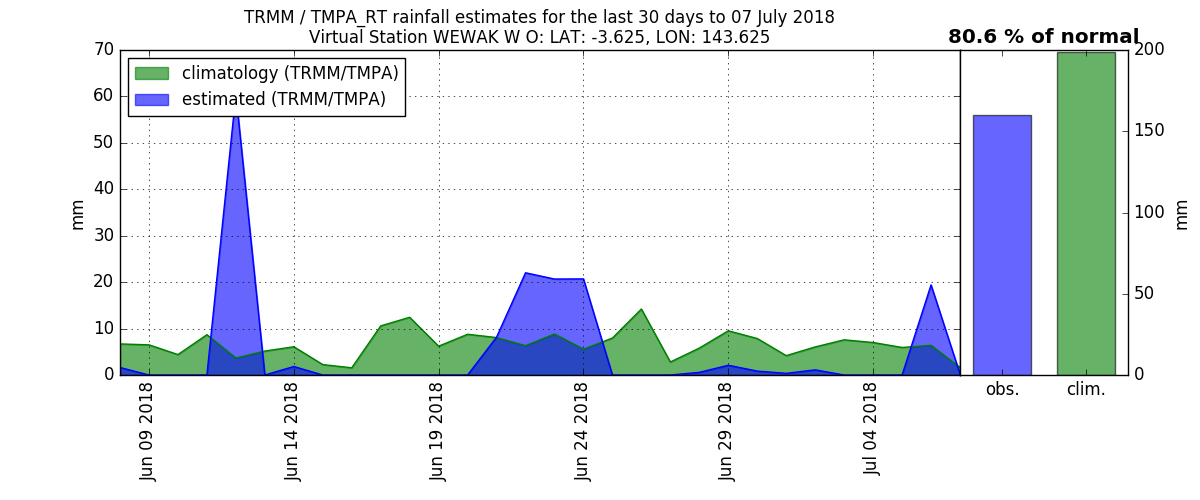 TRMM / TMPA_RT rainfall estimates for the last 30 days to 07 July 2018
Virtual Station WEWAK W O: LAT: -3.625, LON: 143.625
80.6 % of normal
climatology (TRMM/TMPA)
estimated (TRMM/TMPA)
70
60
50
40
30
20
10
0
mm
200
150
100
50
0
mm
Jun 09 2018
Jun 14 2018
Jun 19 2018
Jun 24 2018
Jun 29 2018
Jul 04 2018
obs.
clim.